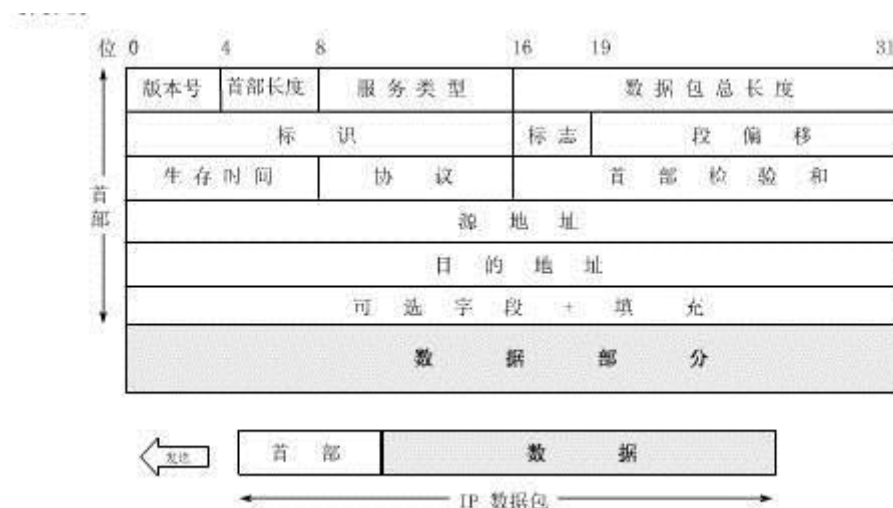 位 0 4 8 16 19 31
版本号 首部长度 服务类型 数据包总长度
标识 标志 段偏移
生存时间 协议 首部检验和
首部
源地址
目的地址
可选字段 + 填充
数据部分
发送 首部 数据
IP 数据包